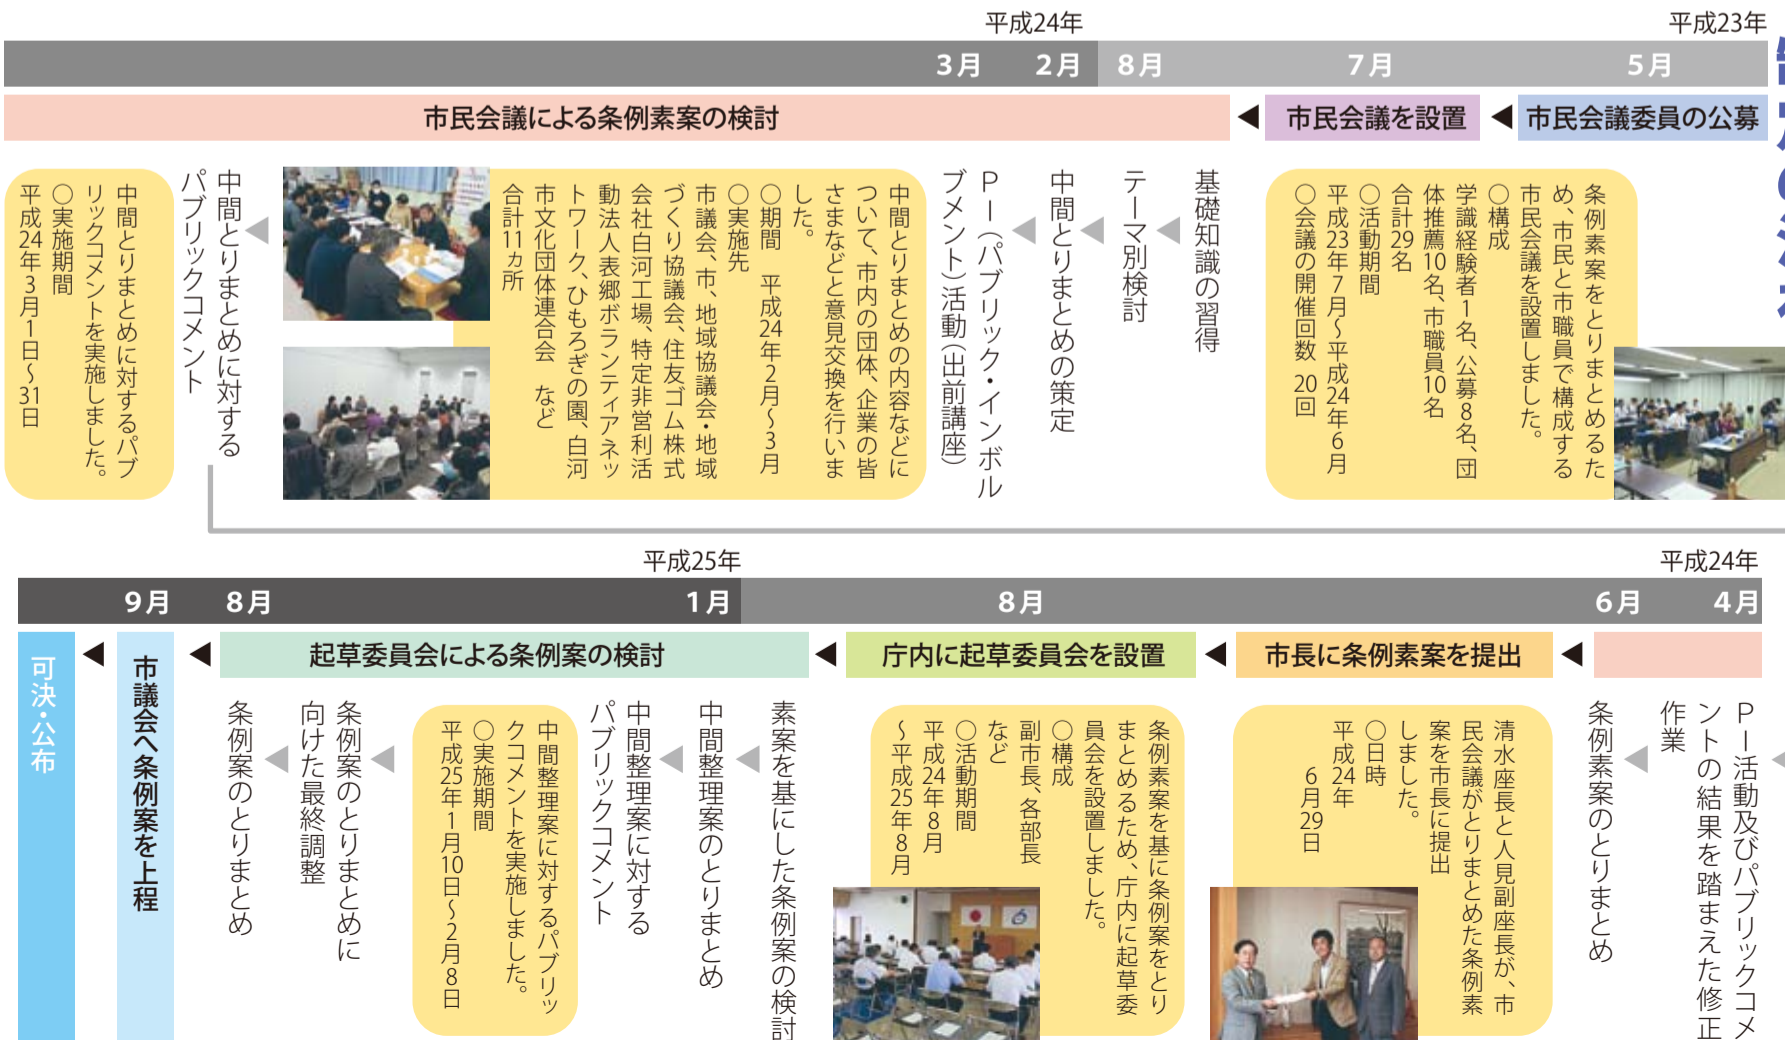 制定の流れ
平成23年
5月
7月
8月
平成24年
2月
3月
市民会議委員の公募
◀
市民会議を設置
◀
市民会議による条例素案の検討
条例素案をとりまとめるた
め、市民と市職員で構成する
市民会議を設置しました。
○構成
学識経験者1名、公募8名、団
体推薦10名、市職員10名
合計29名
○活動期間
平成23年7月～平成24年6月
○会議の開催回数 20回
基礎知識の習得
テーマ別検討
中間とりまとめの策定
PI（パブリック・インボル
ブメント）活動（出前講座）
中間とりまとめの内容などに
ついて、市内の団体、企業の皆
さまなどと意見交換を行いま
した。
○期間 平成24年2月～3月
○実施先
市議会、市、地域協議会・地域
づくり協議会、住友ゴム株式
会社白河工場、特定非営利活
動法人表郷ボランティアネッ
トワーク、ひもろぎの園、白河
市文化団体連合会 など
合計11ヵ所
中間とりまとめに対する
パブリックコメント
中間とりまとめに対するパブ
リックコメントを実施しました。
○実施期間
平成24年3月1日～31日
平成24年
4月
6月
8月
平成25年
1月
8月
9月
◀
市長に条例素案を提出
◀
庁内に起草委員会を設置
◀
起草委員会による条例案の検討
◀
市議会へ条例案を上程
◀
可決・公布
PI活動及びパブリックコメ
ントの結果を踏まえた修正
作業
条例素案のとりまとめ
清水座長と人見副座長が、市
民会議がとりまとめた条例素
案を市長に提出
しました。
○日時
平成24年
6月29日
条例素案を基に条例案をとり
まとめるため、庁内に起草委
員会を設置しました。
○構成
副市長、各部長
など
○活動期間
平成24年8月
～平成25年8月
素案を基にした条例案の検討
中間整理案のとりまとめ
中間整理案に対する
パブリックコメント
中間整理案に対するパブリッ
クコメントを実施しました。
○実施期間
平成25年1月10日～2月8日
条例案のとりまとめに
向けた最終調整
条例案のとりまとめ